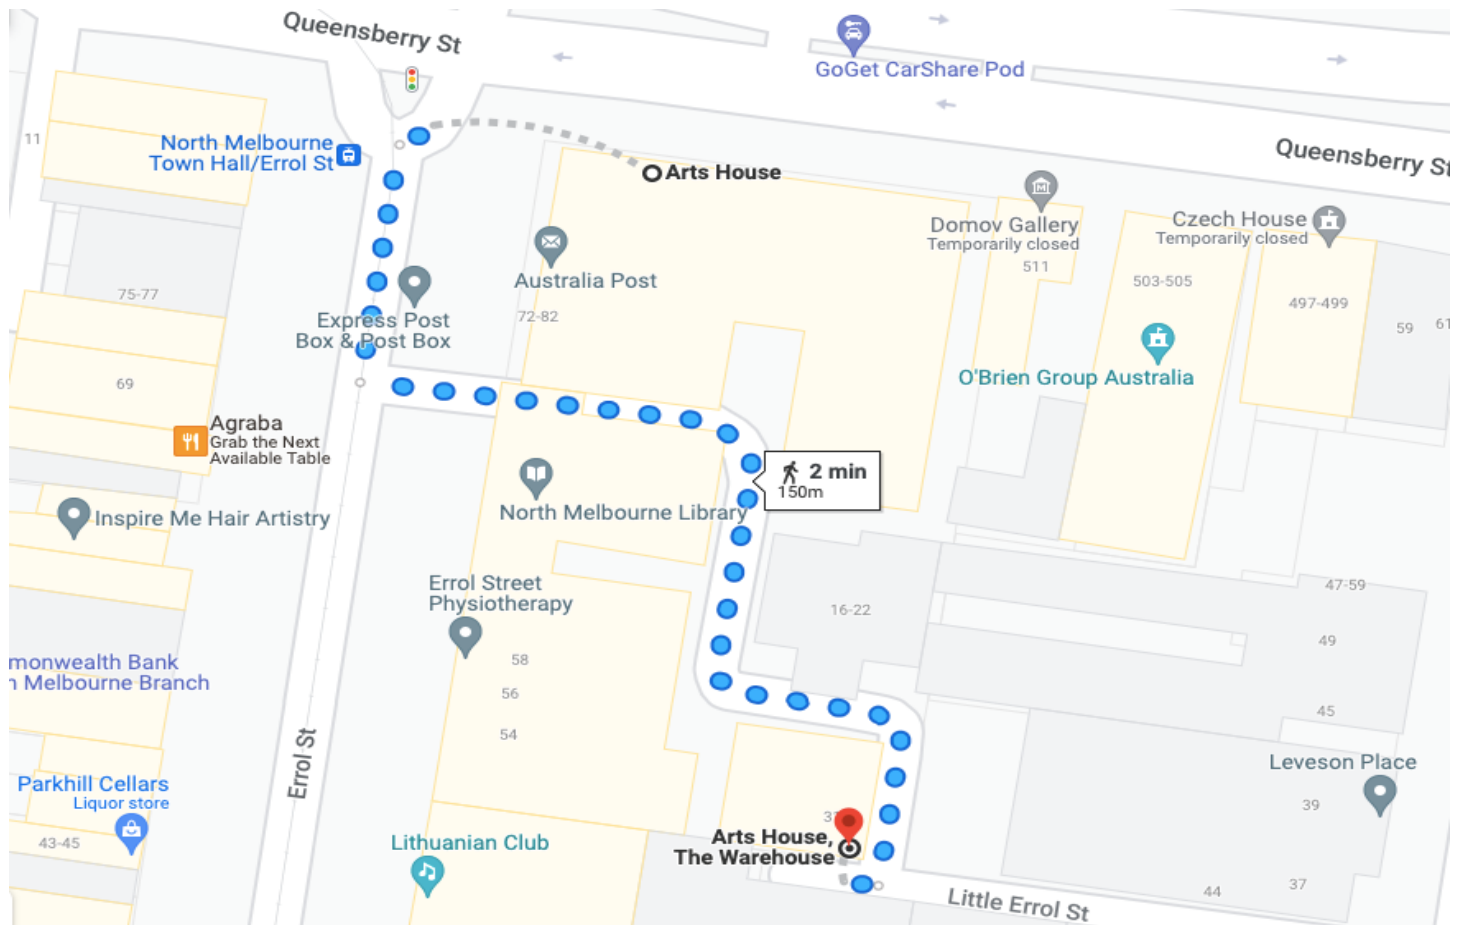 Queensberry St
GoGet CarShare Pod
11
North Melbourne
Town Hall/Errol St
Arts House
Queensberry St
Domov Gallery
Temporarily closed
511
Czech House
Temporarily closed
503-505
497-499
59
61
Australia Post
72-82
75-77
Express Post
Box & Post Box
O'Brien Group Australia
69
Agraba
Grab the Next
Available Table
2 min
150m
North Melbourne Library
Inspire Me Hair Artistry
Errol Street
Physiotherapy
16-22
47-59
49
58
56
54
45
monwealth Bank
n Melbourne Branch
Errol St
Leveson Place
39
Parkhill Cellars
Liquor store
43-45
Lithuanian Club
Arts House,
The Warehouse
Little Errol St
44
37